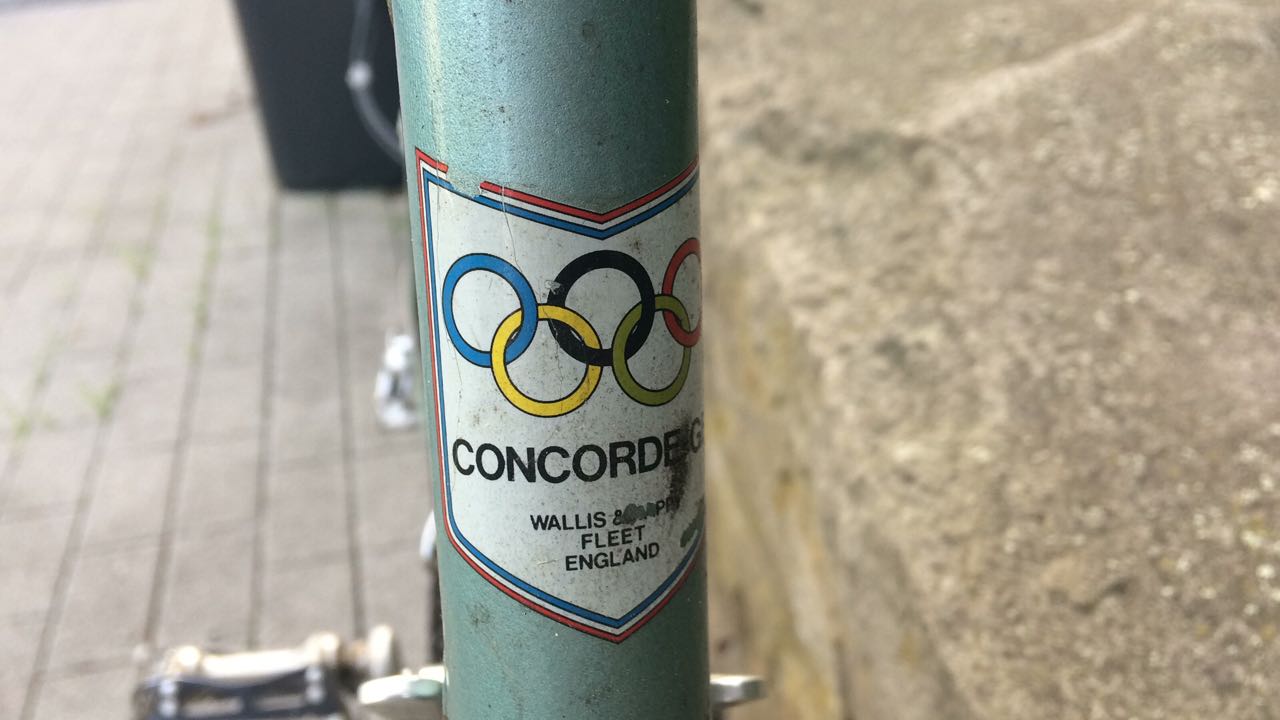 CONCORDE
WALLIS &
FLEET
ENGLAND